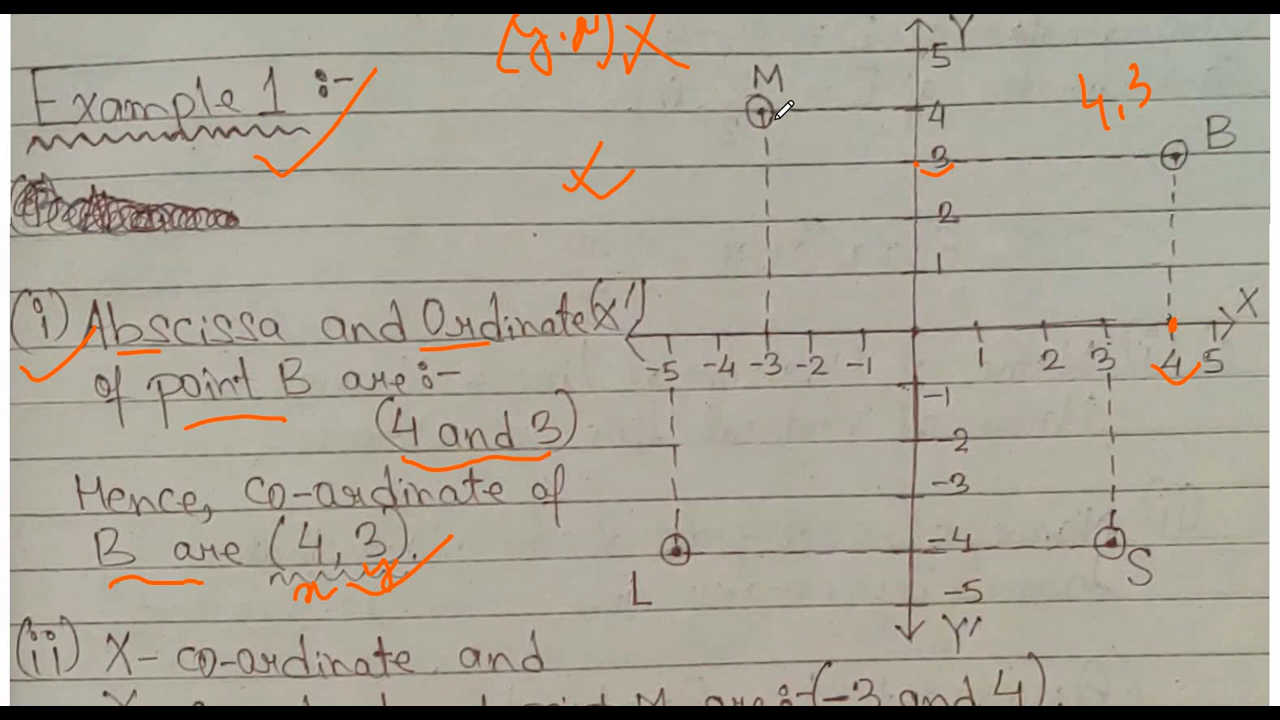 (y.x) X
Example 1 :-
(i) Abscissa and Ordinate
of point B are:-
(4 and 3)
Hence, co-ordinate of
B are (4, 3).
x y
(ii) X- co-ordinate and
M are:-(-3 and 4).
Y
5
M
4
4,3
B
3
2
1
X'
X
-5 -4 -3 -2 -1 1 2 3 4 5
-1
-2
-3
-4
L
S
-5
Y'